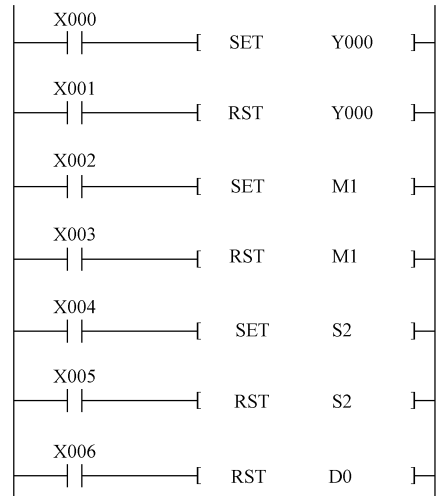 X000
[ SET Y000 ]
X001
[ RST Y000 ]
X002
[ SET M1 ]
X003
[ RST M1 ]
X004
[ SET S2 ]
X005
[ RST S2 ]
X006
[ RST D0 ]